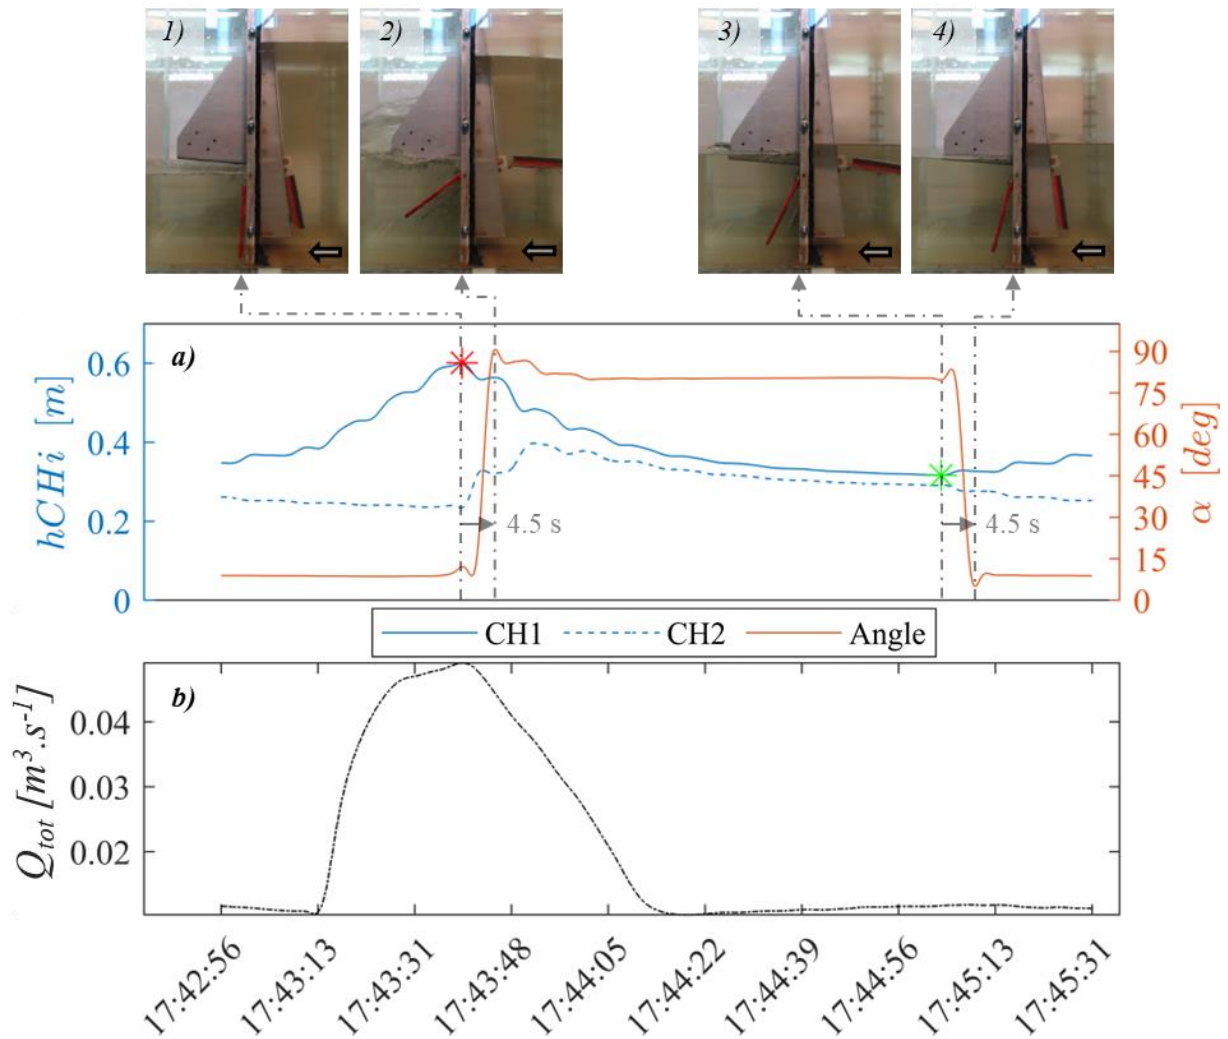 1) 2) 3) 4)
a)
hCHi [m]
0.6
0.4
0.2
0
α [deg]
90
75
60
45
30
15
0
4.5 s 4.5 s
CH1 CH2 Angle
b)
Q_tot [m³.s⁻¹]
0.04
0.03
0.02
17:42:56 17:43:13 17:43:31 17:43:48 17:44:05 17:44:22 17:44:39 17:44:56 17:45:13 17:45:31